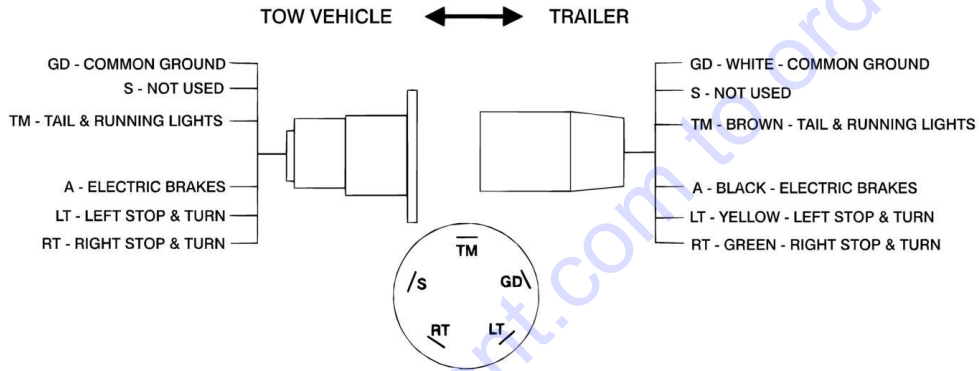 TOW VEHICLE TRAILER
GD - COMMON GROUND
S - NOT USED
TM - TAIL & RUNNING LIGHTS
A - ELECTRIC BRAKES
LT - LEFT STOP & TURN
RT - RIGHT STOP & TURN
GD - WHITE - COMMON GROUND
S - NOT USED
TM - BROWN - TAIL & RUNNING LIGHTS
A - BLACK - ELECTRIC BRAKES
LT - YELLOW - LEFT STOP & TURN
RT - GREEN - RIGHT STOP & TURN
TM
S GD
RT LT